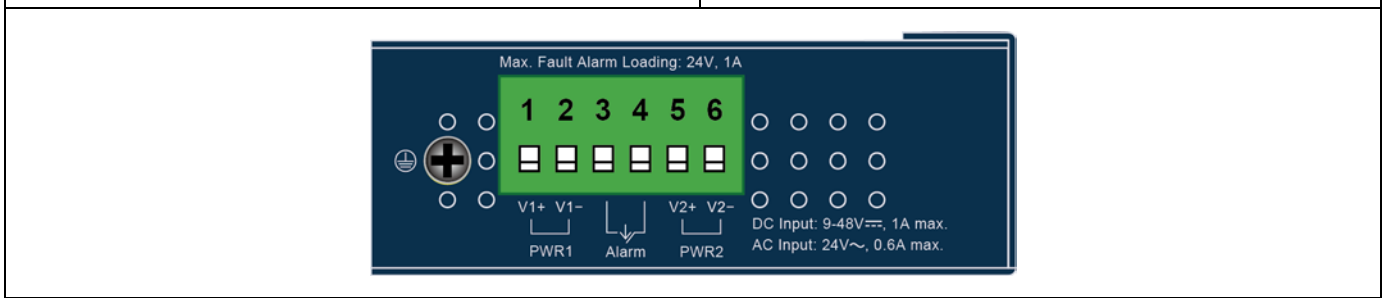 Max. Fault Alarm Loading: 24V, 1A
1 2 3 4 5 6
V1+ V1− V2+ V2−
PWR1 Alarm PWR2
DC Input: 9-48V⎓, 1A max.
AC Input: 24V~, 0.6A max.